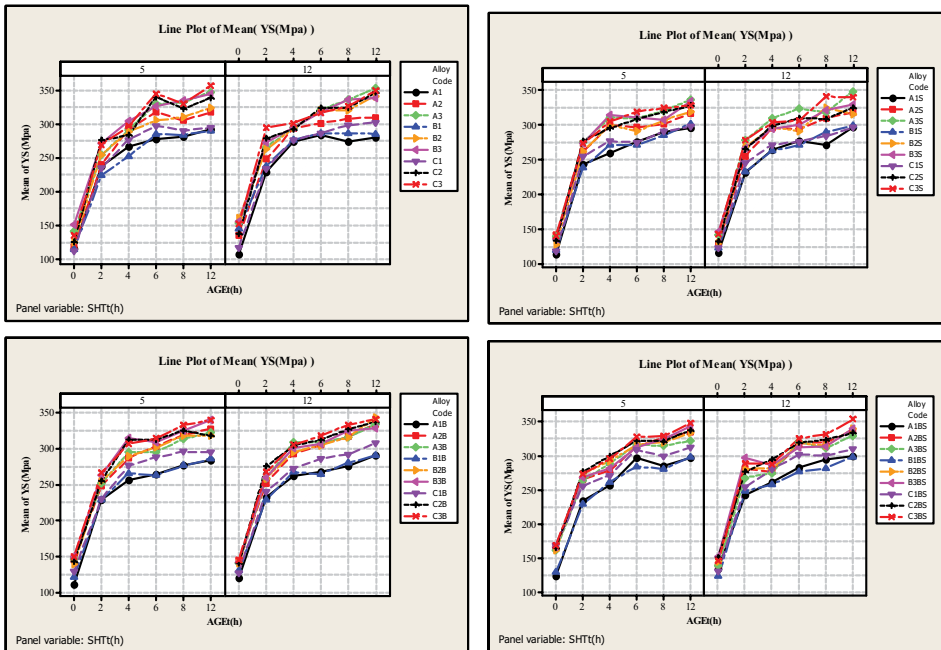 Line Plot of Mean( YS(Mpa) )
0 2 4 6 8 12
5 12
Mean of YS(Mpa)
350
300
250
200
150
100
0 2 4 6 8 12
AGEt(h)
Panel variable: SHTt(h)
Alloy
Code
A1
A2
A3
B1
B2
B3
C1
C2
C3
Line Plot of Mean( YS(Mpa) )
0 2 4 6 8 12
5 12
Mean of YS(Mpa)
350
300
250
200
150
100
0 2 4 6 8 12
AGEt(h)
Panel variable: SHTt(h)
Alloy
Code
A1S
A2S
A3S
B1S
B2S
B3S
C1S
C2S
C3S
Line Plot of Mean( YS(Mpa) )
0 2 4 6 8 12
5 12
Mean of YS(Mpa)
350
300
250
200
150
100
0 2 4 6 8 12
AGEt(h)
Panel variable: SHTt(h)
Alloy
Code
A1B
A2B
A3B
B1B
B2B
B3B
C1B
C2B
C3B
Line Plot of Mean( YS(Mpa) )
0 2 4 6 8 12
5 12
Mean of YS(Mpa)
350
300
250
200
150
100
0 2 4 6 8 12
AGEt(h)
Panel variable: SHTt(h)
Alloy
Code
A1BS
A2BS
A3BS
B1BS
B2BS
B3BS
C1BS
C2BS
C3BS